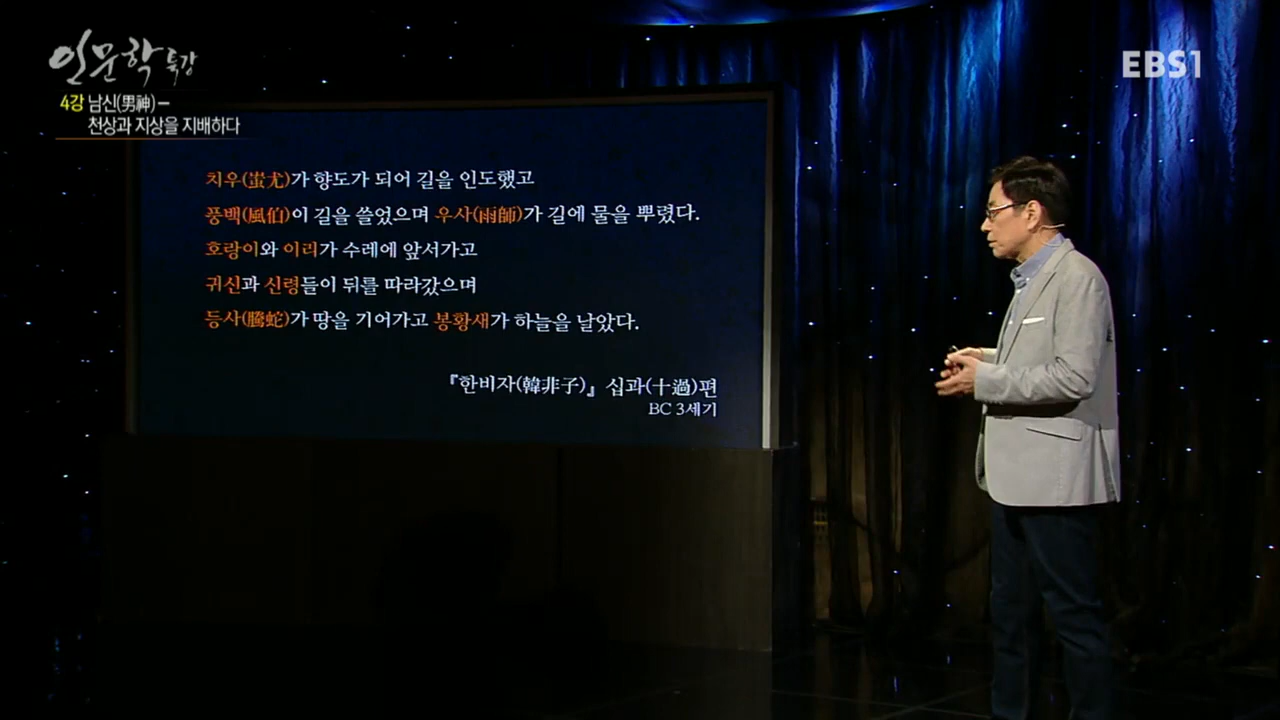 인문학 특강
EBS1
4강 남신(男神) -
천상과 지상을 지배하다
치우(蚩尤)가 향도가 되어 길을 인도했고
풍백(風伯)이 길을 쓸었으며 우사(雨師)가 길에 물을 뿌렸다.
호랑이와 이리가 수레에 앞서가고
귀신과 신령들이 뒤를 따라갔으며
등사(騰蛇)가 땅을 기어가고 봉황새가 하늘을 날았다.
『한비자(韓非子)』 십과(十過)편
BC 3세기